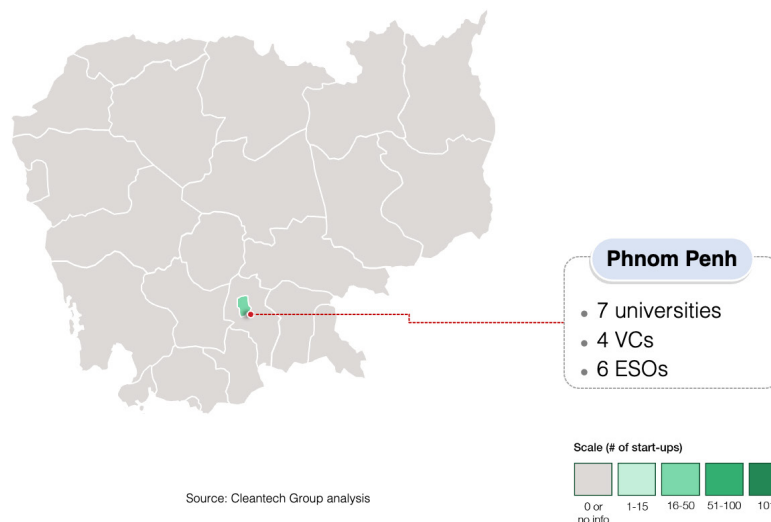 Phnom Penh
7 universities
4 VCs
6 ESOs
Scale (# of start-ups)
0 or
no info
1-15
16-50
51-100
Source: Cleantech Group analysis